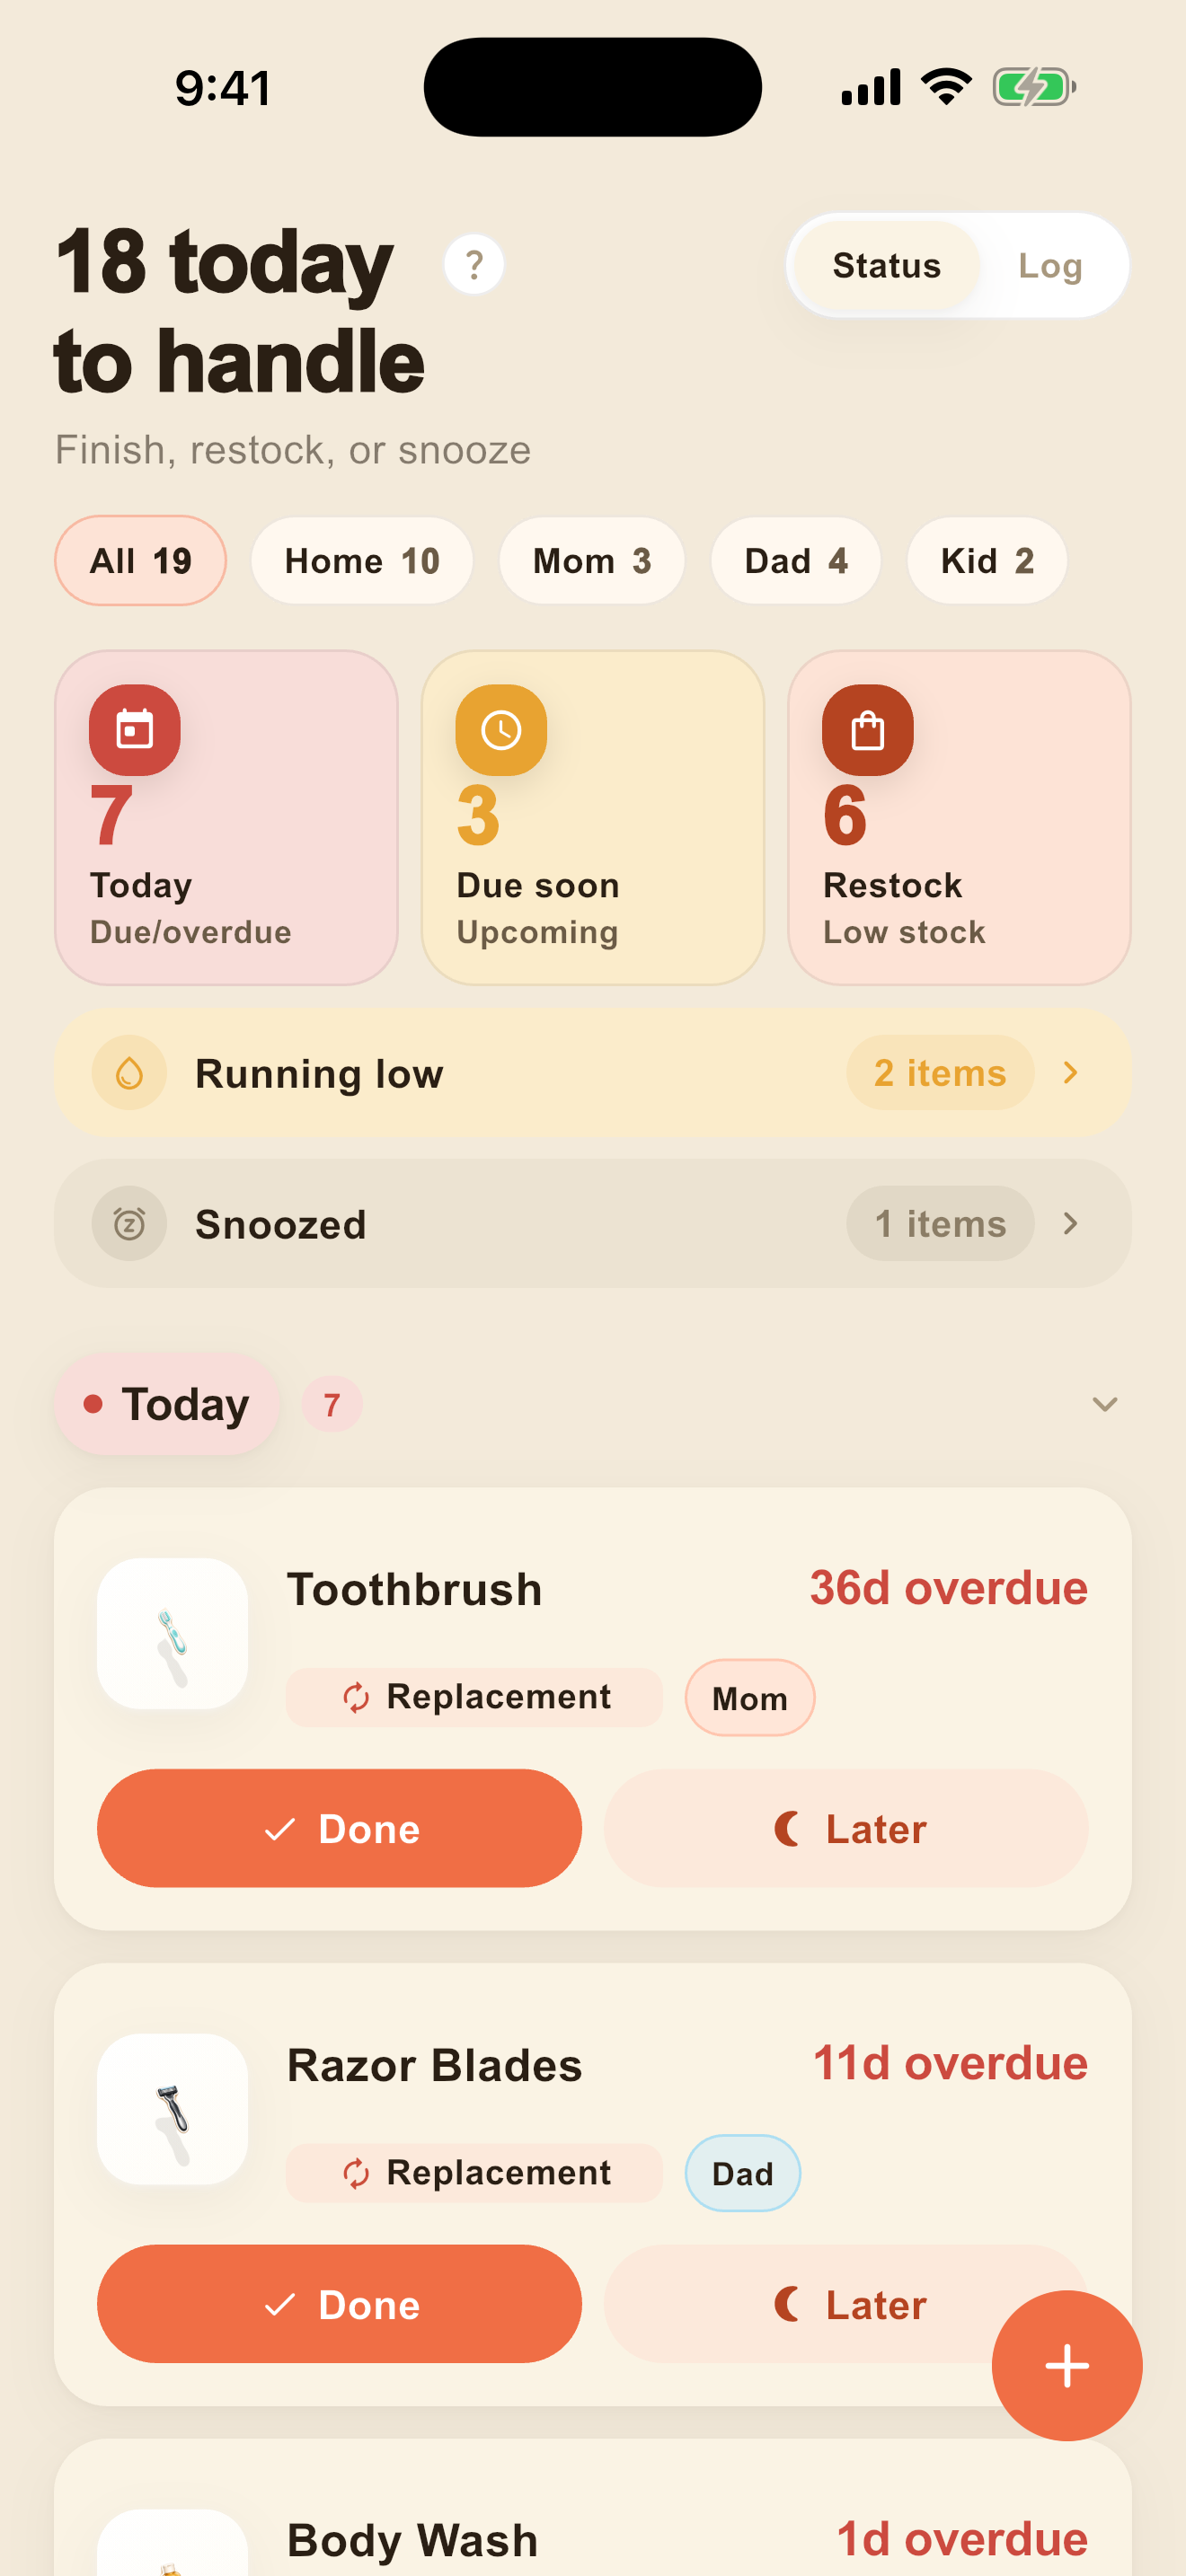 9:41
18 today
to handle
?
Status Log
Finish, restock, or snooze
All 19 Home 10 Mom 3 Dad 4 Kid 2
7
Today
Due/overdue
3
Due soon
Upcoming
6
Restock
Low stock
Running low 2 items
Snoozed 1 items
Today 7
Toothbrush 36d overdue
Replacement Mom
Done Later
Razor Blades 11d overdue
Replacement Dad
Done Later
Body Wash 1d overdue